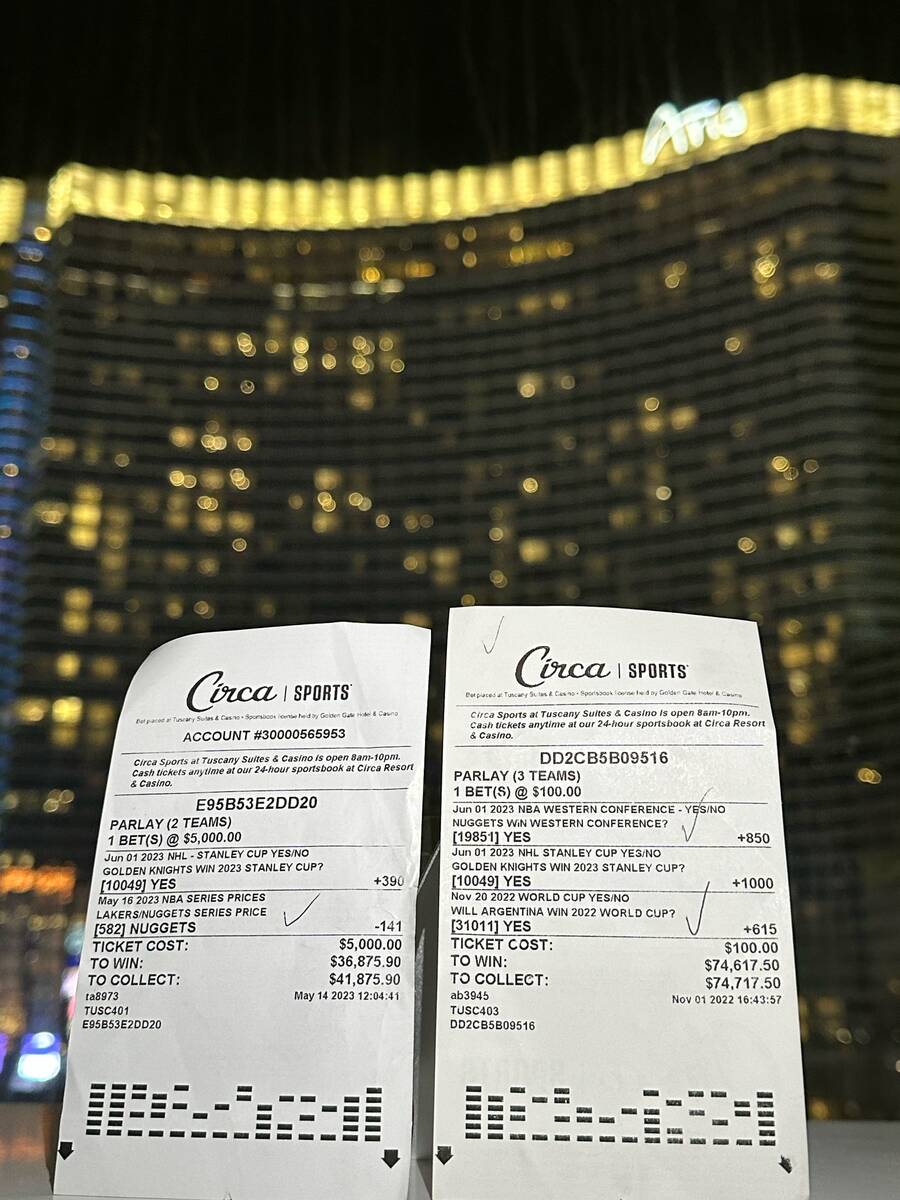 Aria
Circa | SPORTS
Bet placed at Tuscany Suites & Casino • Sportsbook license held by Golden Gate Hotel & Casino
ACCOUNT #30000565953
Circa Sports at Tuscany Suites & Casino is open 8am-10pm.
Cash tickets anytime at our 24-hour sportsbook at Circa Resort
& Casino.
E95B53E2DD20
PARLAY (2 TEAMS)
1 BET(S) @ $5,000.00
Jun 01 2023 NHL - STANLEY CUP YES/NO
GOLDEN KNIGHTS WIN 2023 STANLEY CUP?
[10049] YES +390
May 16 2023 NBA SERIES PRICES
LAKERS/NUGGETS SERIES PRICE
[582] NUGGETS -141
TICKET COST: $5,000.00
TO WIN: $36,875.90
TO COLLECT: $41,875.90
ta8973 May 14 2023 12:04:41
TUSC401
E95B53E2DD20
Circa | SPORTS
Bet placed at Tuscany Suites & Casino • Sportsbook license held by Golden Gate Hotel & Casino
Circa Sports at Tuscany Suites & Casino is open 8am-10pm.
Cash tickets anytime at our 24-hour sportsbook at Circa Resort
& Casino.
DD2CB5B09516
PARLAY (3 TEAMS)
1 BET(S) @ $100.00
Jun 01 2023 NBA WESTERN CONFERENCE - YES/NO
NUGGETS WIN WESTERN CONFERENCE?
[19851] YES +850
Jun 01 2023 NHL STANLEY CUP YES/NO
GOLDEN KNIGHTS WIN 2023 STANLEY CUP?
[10049] YES +1000
Nov 20 2022 WORLD CUP YES/NO
WILL ARGENTINA WIN 2022 WORLD CUP?
[31011] YES +615
TICKET COST: $100.00
TO WIN: $74,617.50
TO COLLECT: $74,717.50
ab3945 Nov 01 2022 16:43:57
TUSC403
DD2CB5B09516